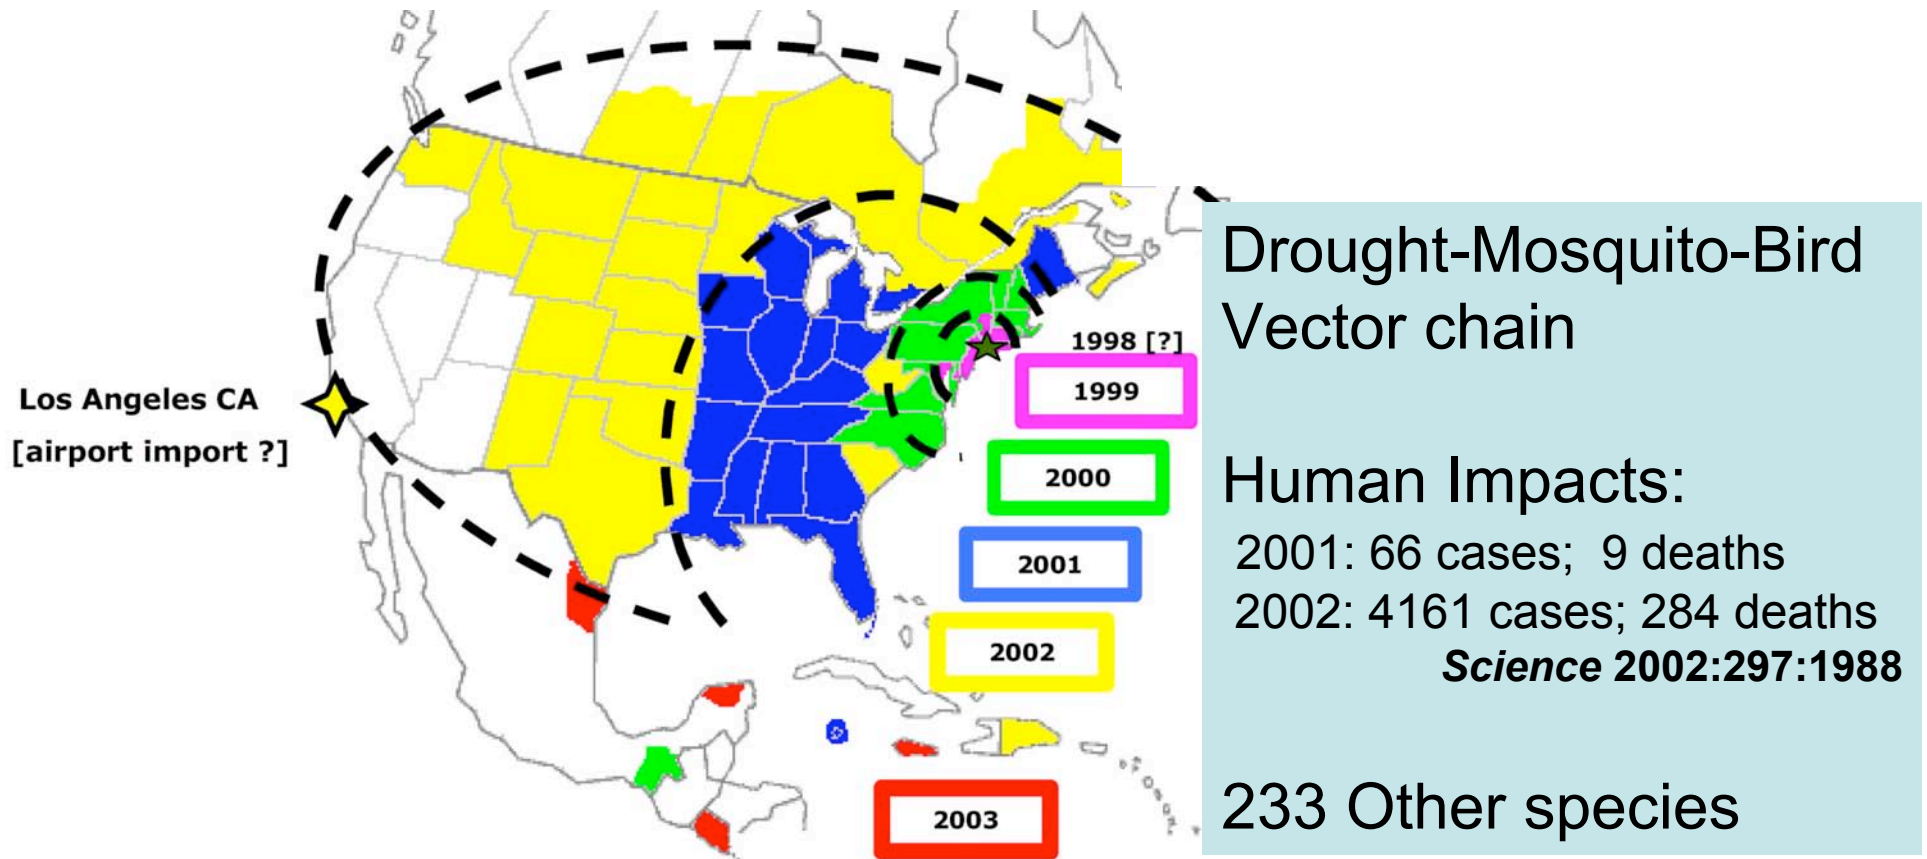 Los Angeles CA
[airport import ?]
1998 [?]
1999
2000
2001
2002
2003
Drought-Mosquito-Bird
Vector chain
Human Impacts:
2001: 66 cases;  9 deaths
2002: 4161 cases; 284 deaths
Science 2002:297:1988
233 Other species